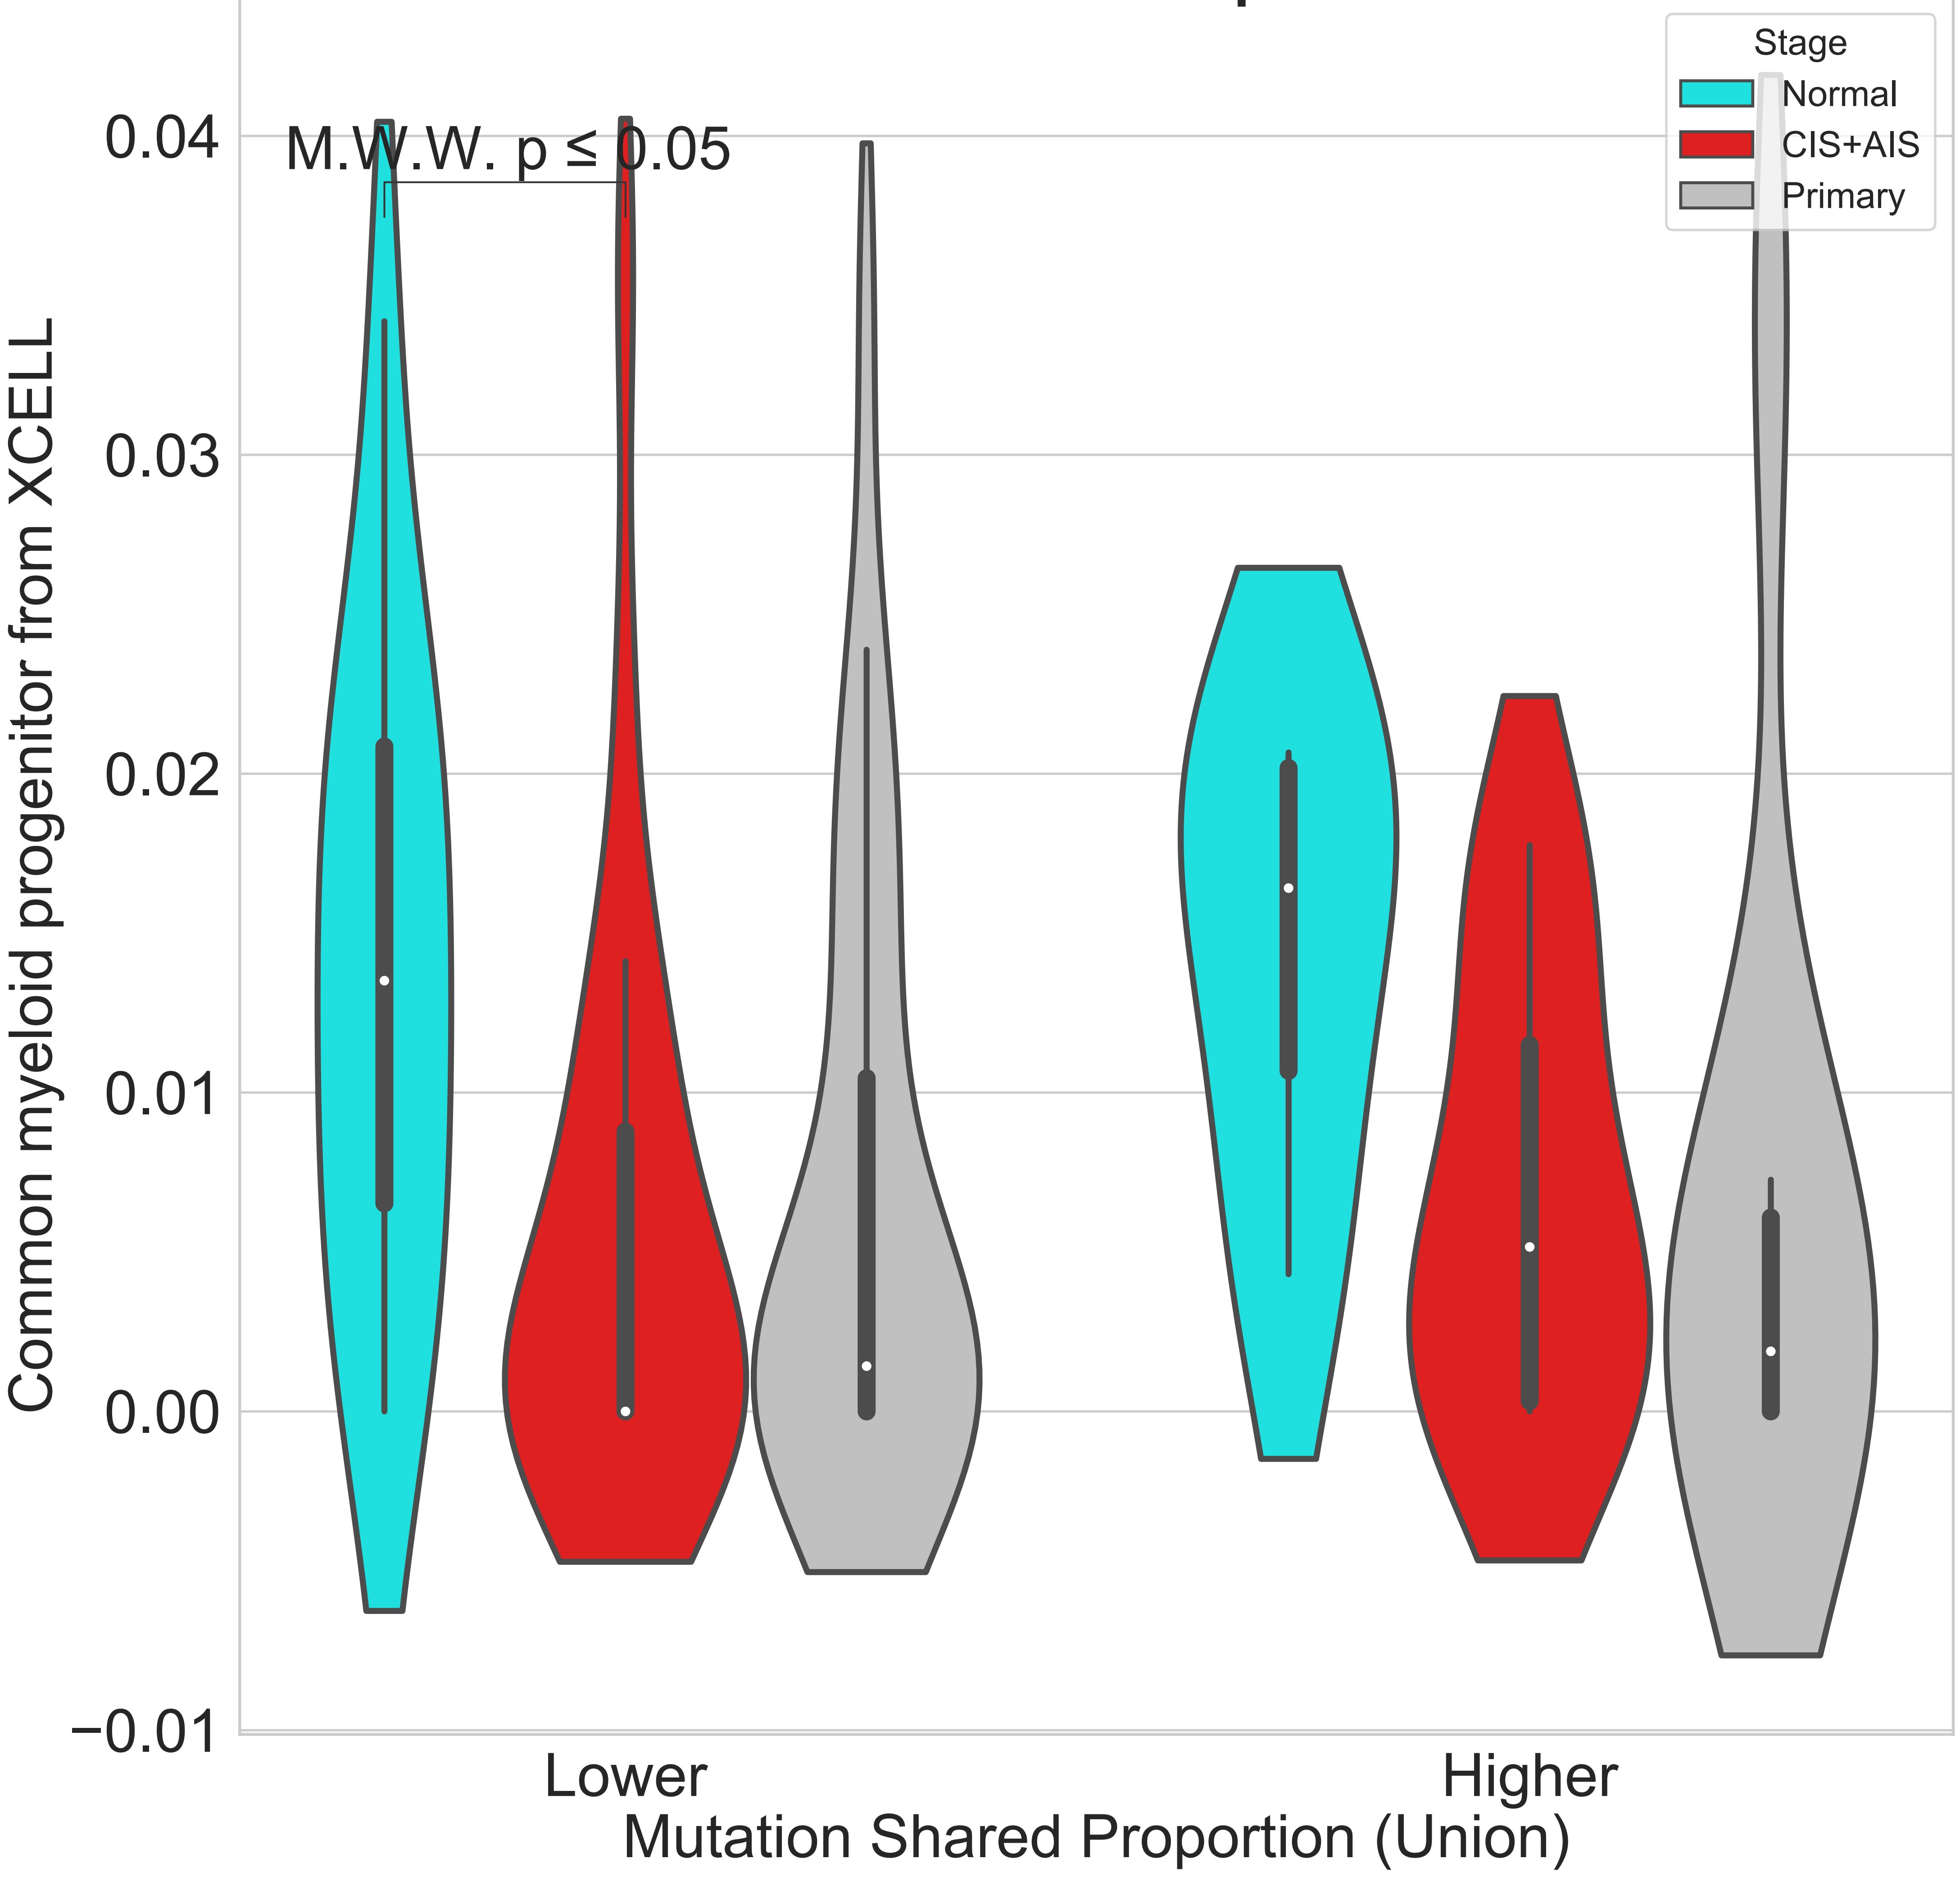 Stage
Normal
CIS+AIS
Primary
M.W.W. p ≤ 0.05
0.04
0.03
0.02
0.01
0.00
−0.01
Common myeloid progenitor from XCELL
Lower
Higher
Mutation Shared Proportion (Union)